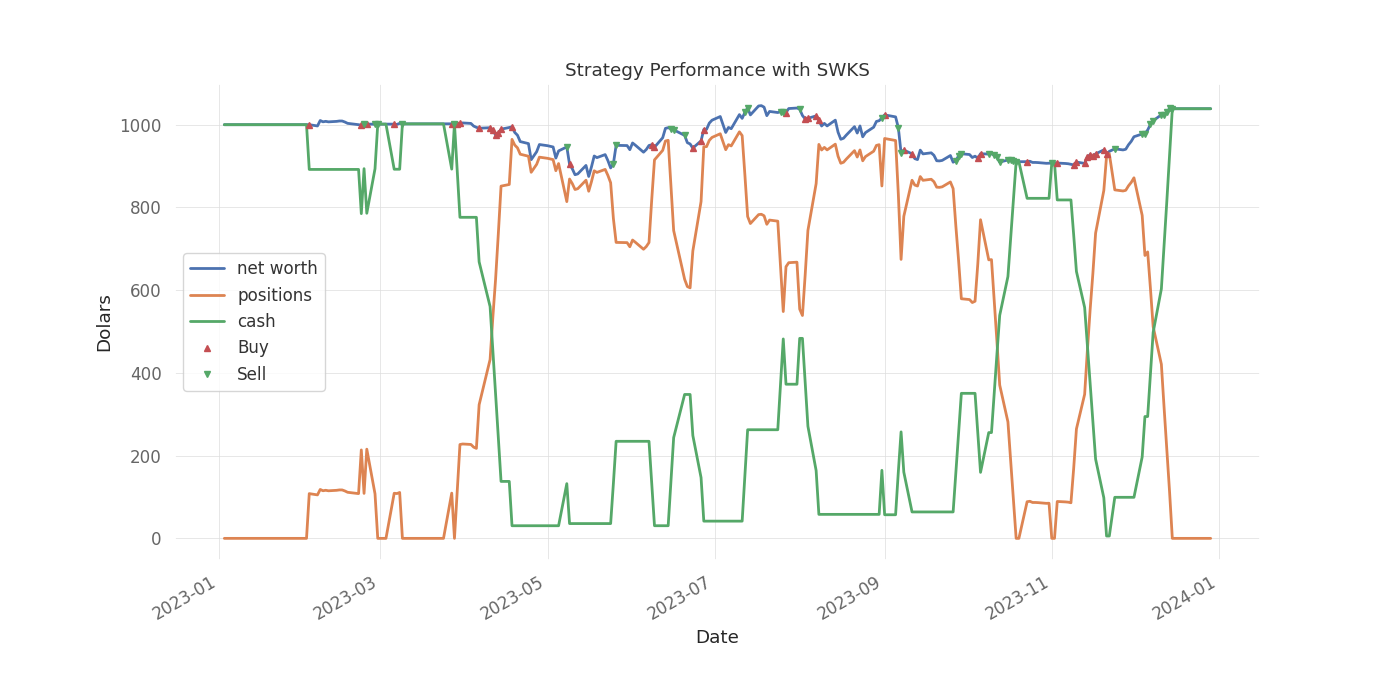 Strategy Performance with SWKS
Dolars
1000
800
600
400
200
0
net worth
positions
cash
Buy
Sell
2023-01
2023-03
2023-05
2023-07
2023-09
2023-11
2024-01
Date